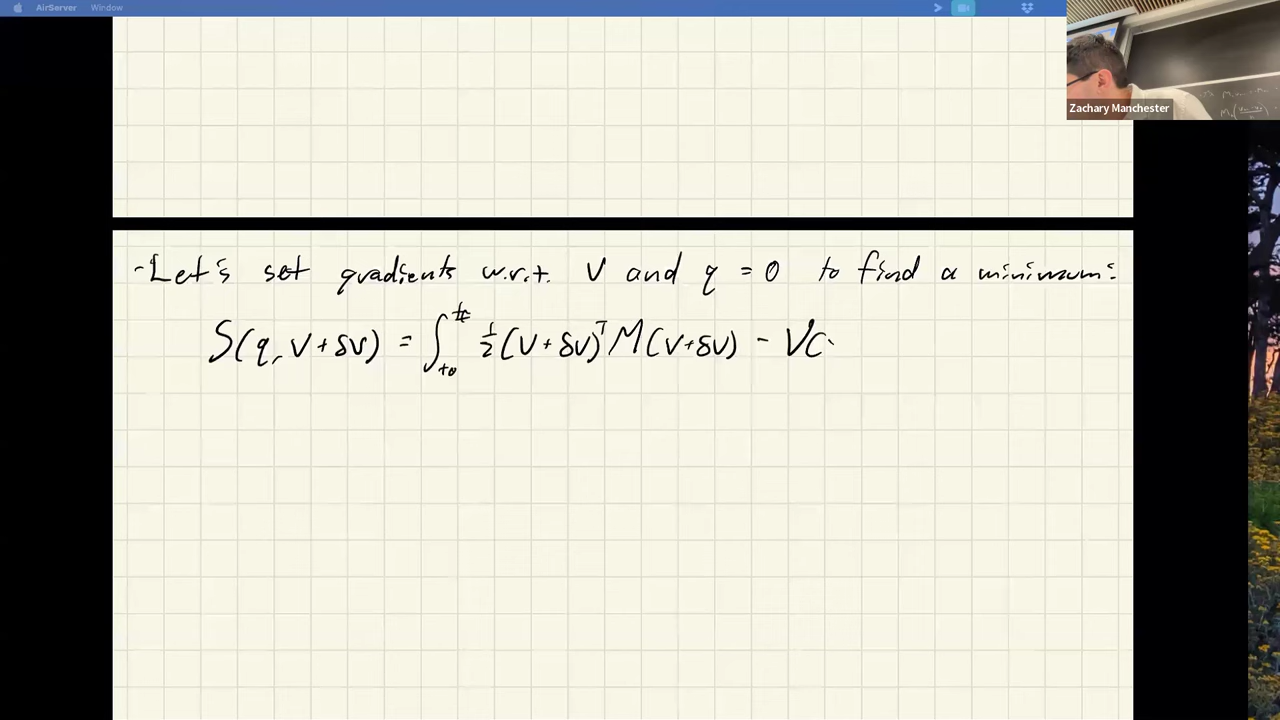 AirServer Window
Zachary Manchester
-Let's set gradients w.r.t. V and q = 0 to find a minimum:
S(q, V+δV) = ∫_{t0}^{tf} ½(V+δV)ᵀM(V+δV) - V(